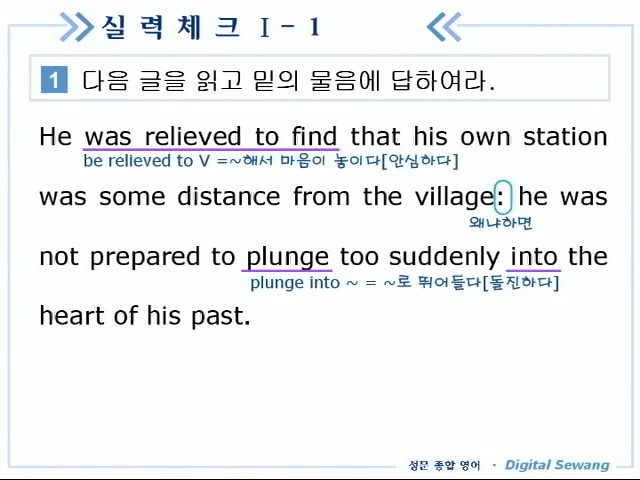 실 력 체 크 I - 1
1 다음 글을 읽고 밑의 물음에 답하여라.
He was relieved to find that his own station
be relieved to V =~해서 마음이 놓이다[안심하다]
was some distance from the village: he was
왜냐하면
not prepared to plunge too suddenly into the
plunge into ~ = ~로 뛰어들다[돌진하다]
heart of his past.
정문 종합 영어 · Digital Sewang